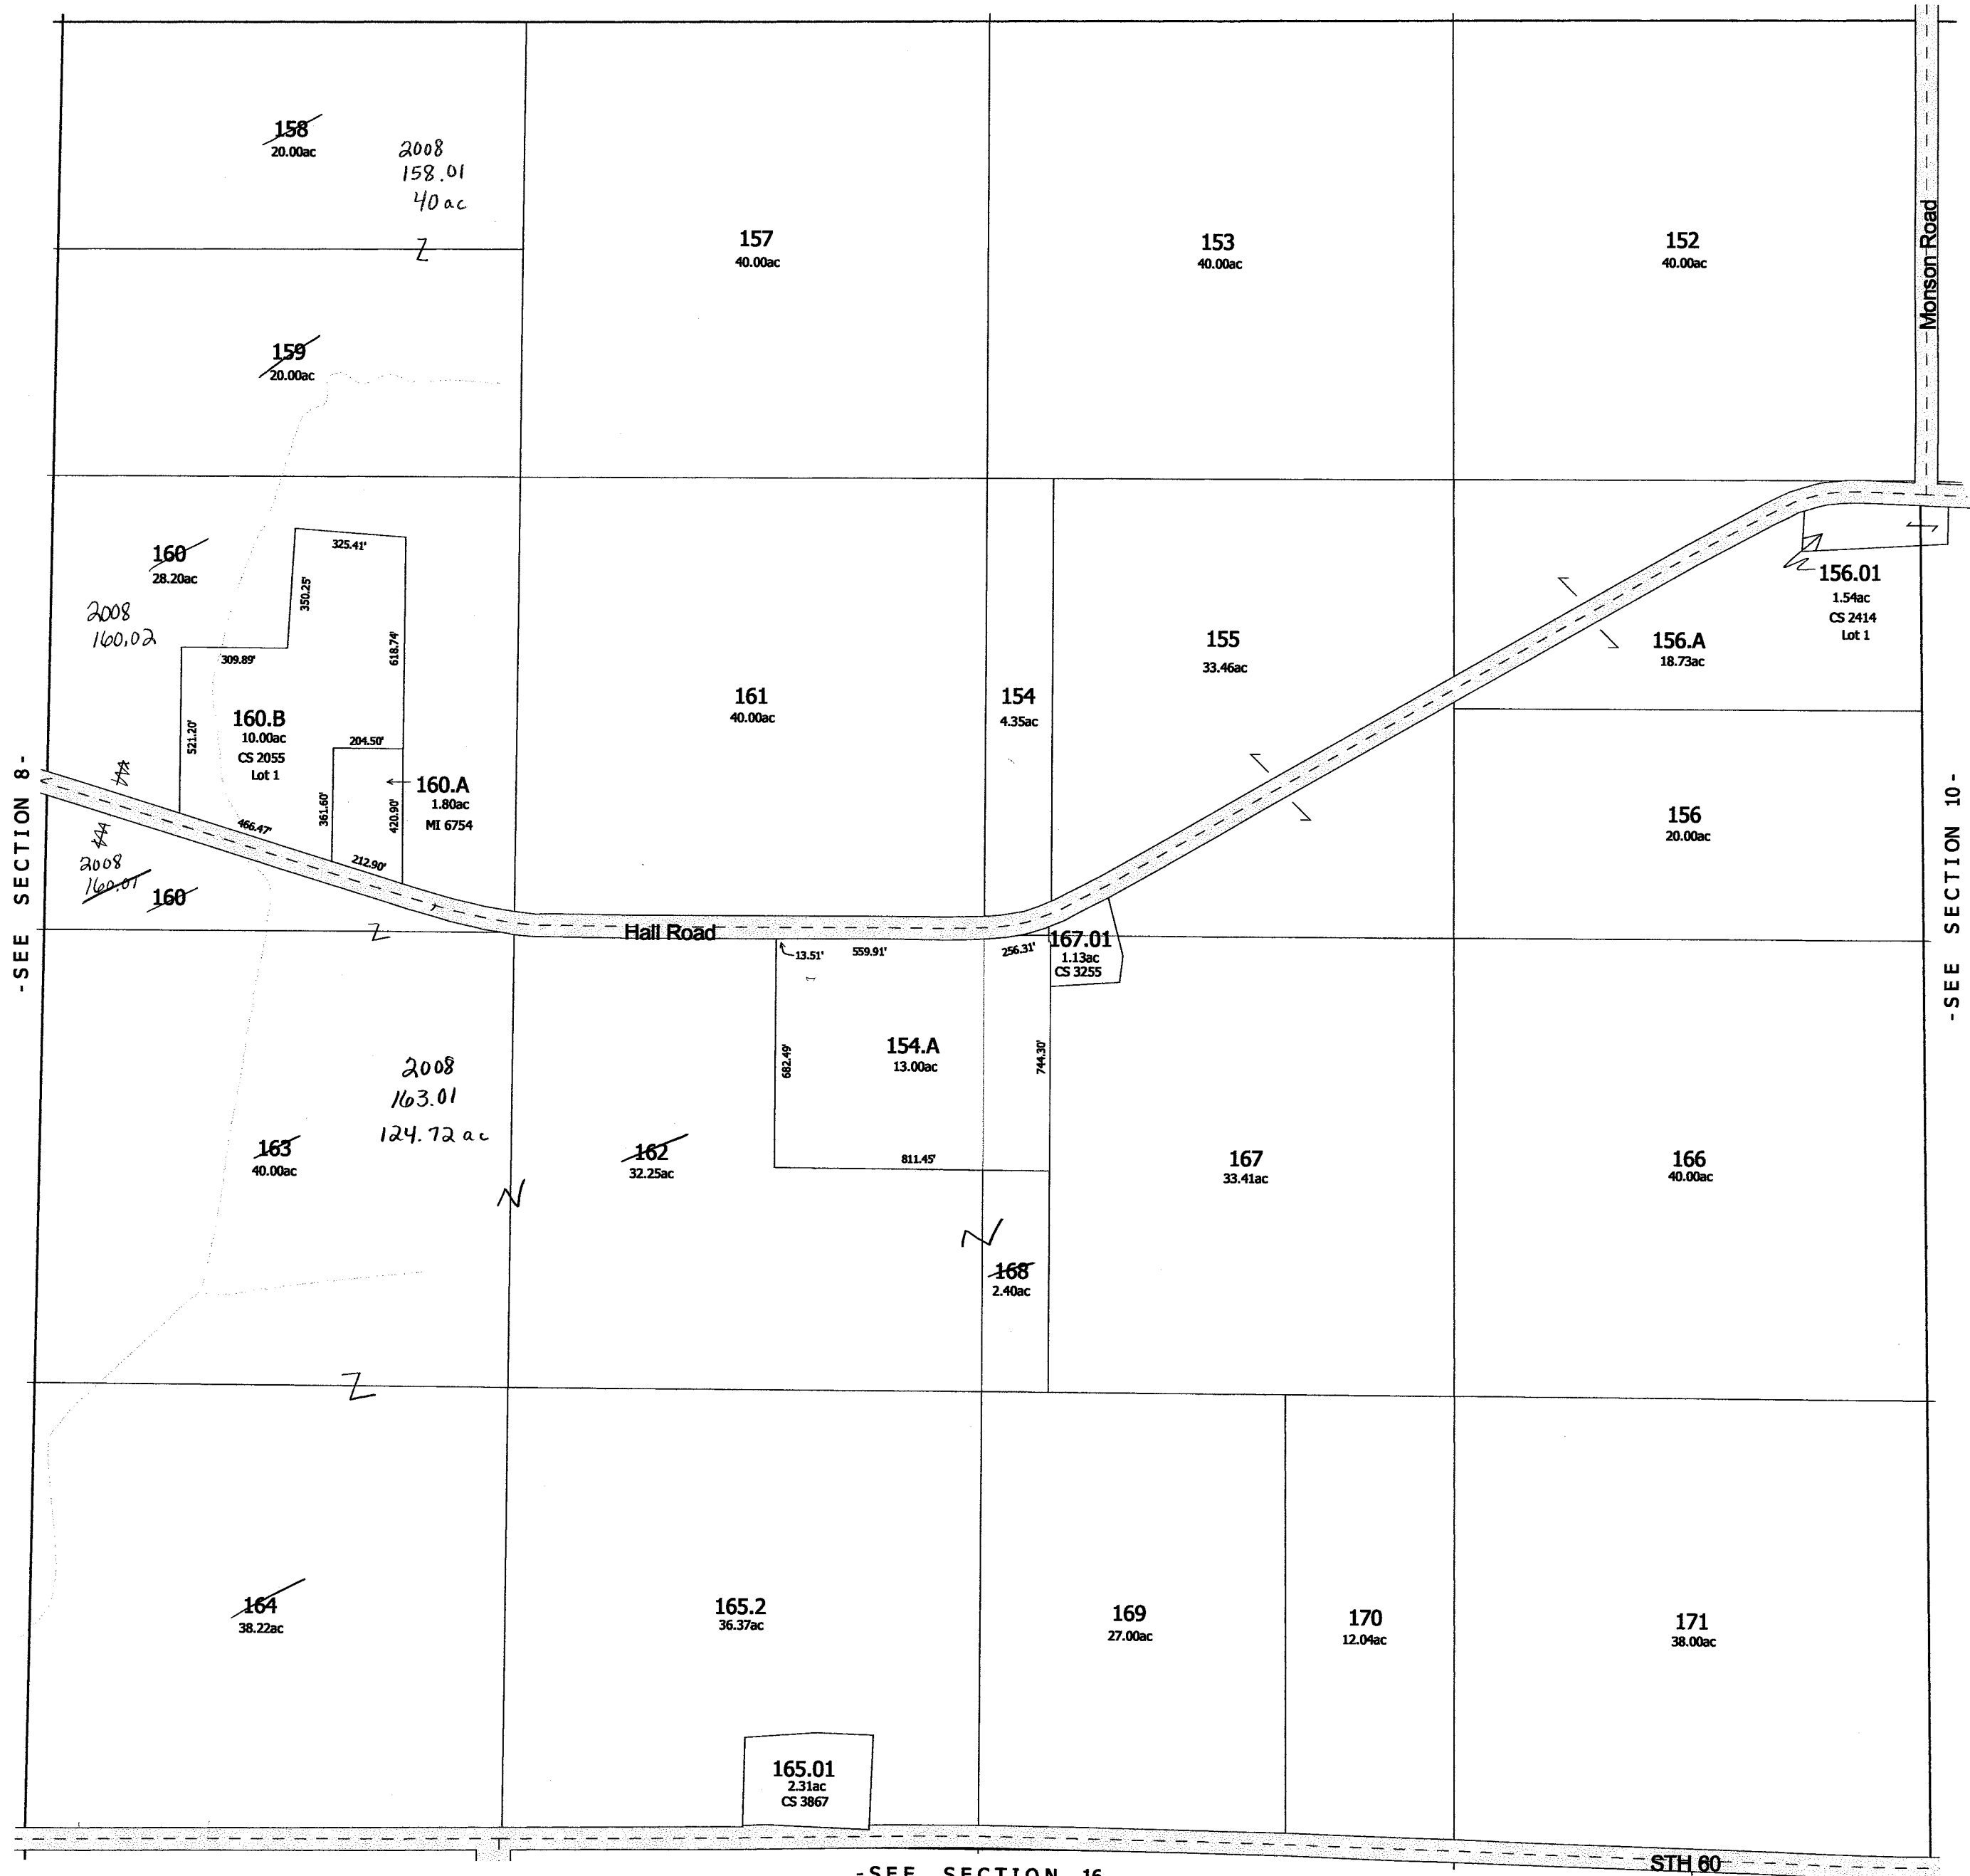 158
20.00ac
2008
158.01
40 ac
157
40.00ac
153
40.00ac
152
40.00ac
Monson Road
159
20.00ac
160
28.20ac
2008
160.02
325.41'
350.25'
618.74'
309.89'
521.20'
160.B
10.00ac
CS 2055
Lot 1
204.50'
361.60'
420.90'
160.A
1.80ac
MI 6754
466.47'
212.90'
161
40.00ac
154
4.35ac
155
33.46ac
156.01
1.54ac
CS 2414
Lot 1
156.A
18.73ac
156
20.00ac
-SEE SECTION 8-
-SEE SECTION 10-
2008
160.01
160
Hall Road
13.51'
559.91'
256.31'
167.01
1.13ac
CS 3255
682.49'
154.A
13.00ac
744.30'
811.45'
2008
163.01
124.72 ac
163
40.00ac
162
32.25ac
167
33.41ac
166
40.00ac
168
2.40ac
164
38.22ac
165.2
36.37ac
169
27.00ac
170
12.04ac
171
38.00ac
165.01
2.31ac
CS 3867
STH 60
-SEE SECTION 16